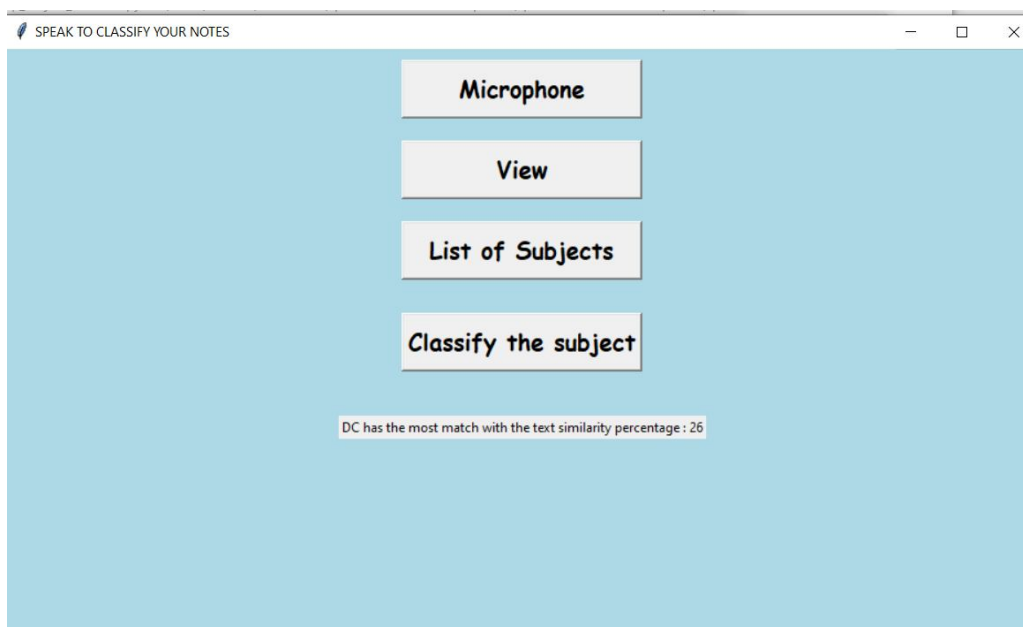 SPEAK TO CLASSIFY YOUR NOTES
Microphone
View
List of Subjects
Classify the subject
DC has the most match with the text similarity percentage : 26